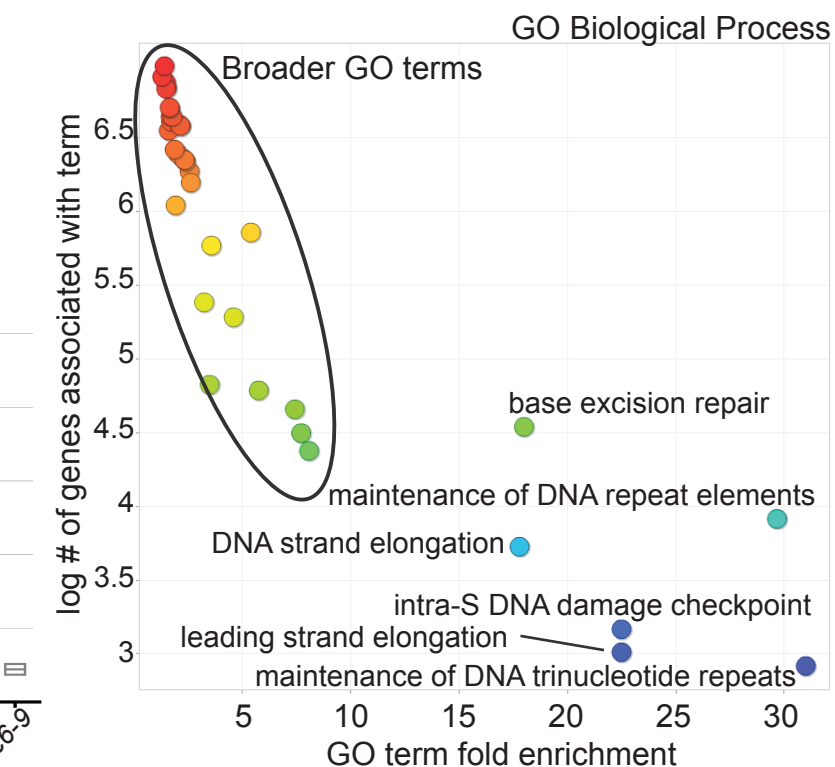 GO Biological Process
Broader GO terms
log # of genes associated with term
6.5
6
5.5
5
4.5
4
3.5
3
base excision repair
maintenance of DNA repeat elements
DNA strand elongation
intra-S DNA damage checkpoint
leading strand elongation
maintenance of DNA trinucleotide repeats
5 10 15 20 25 30
GO term fold enrichment
6-9